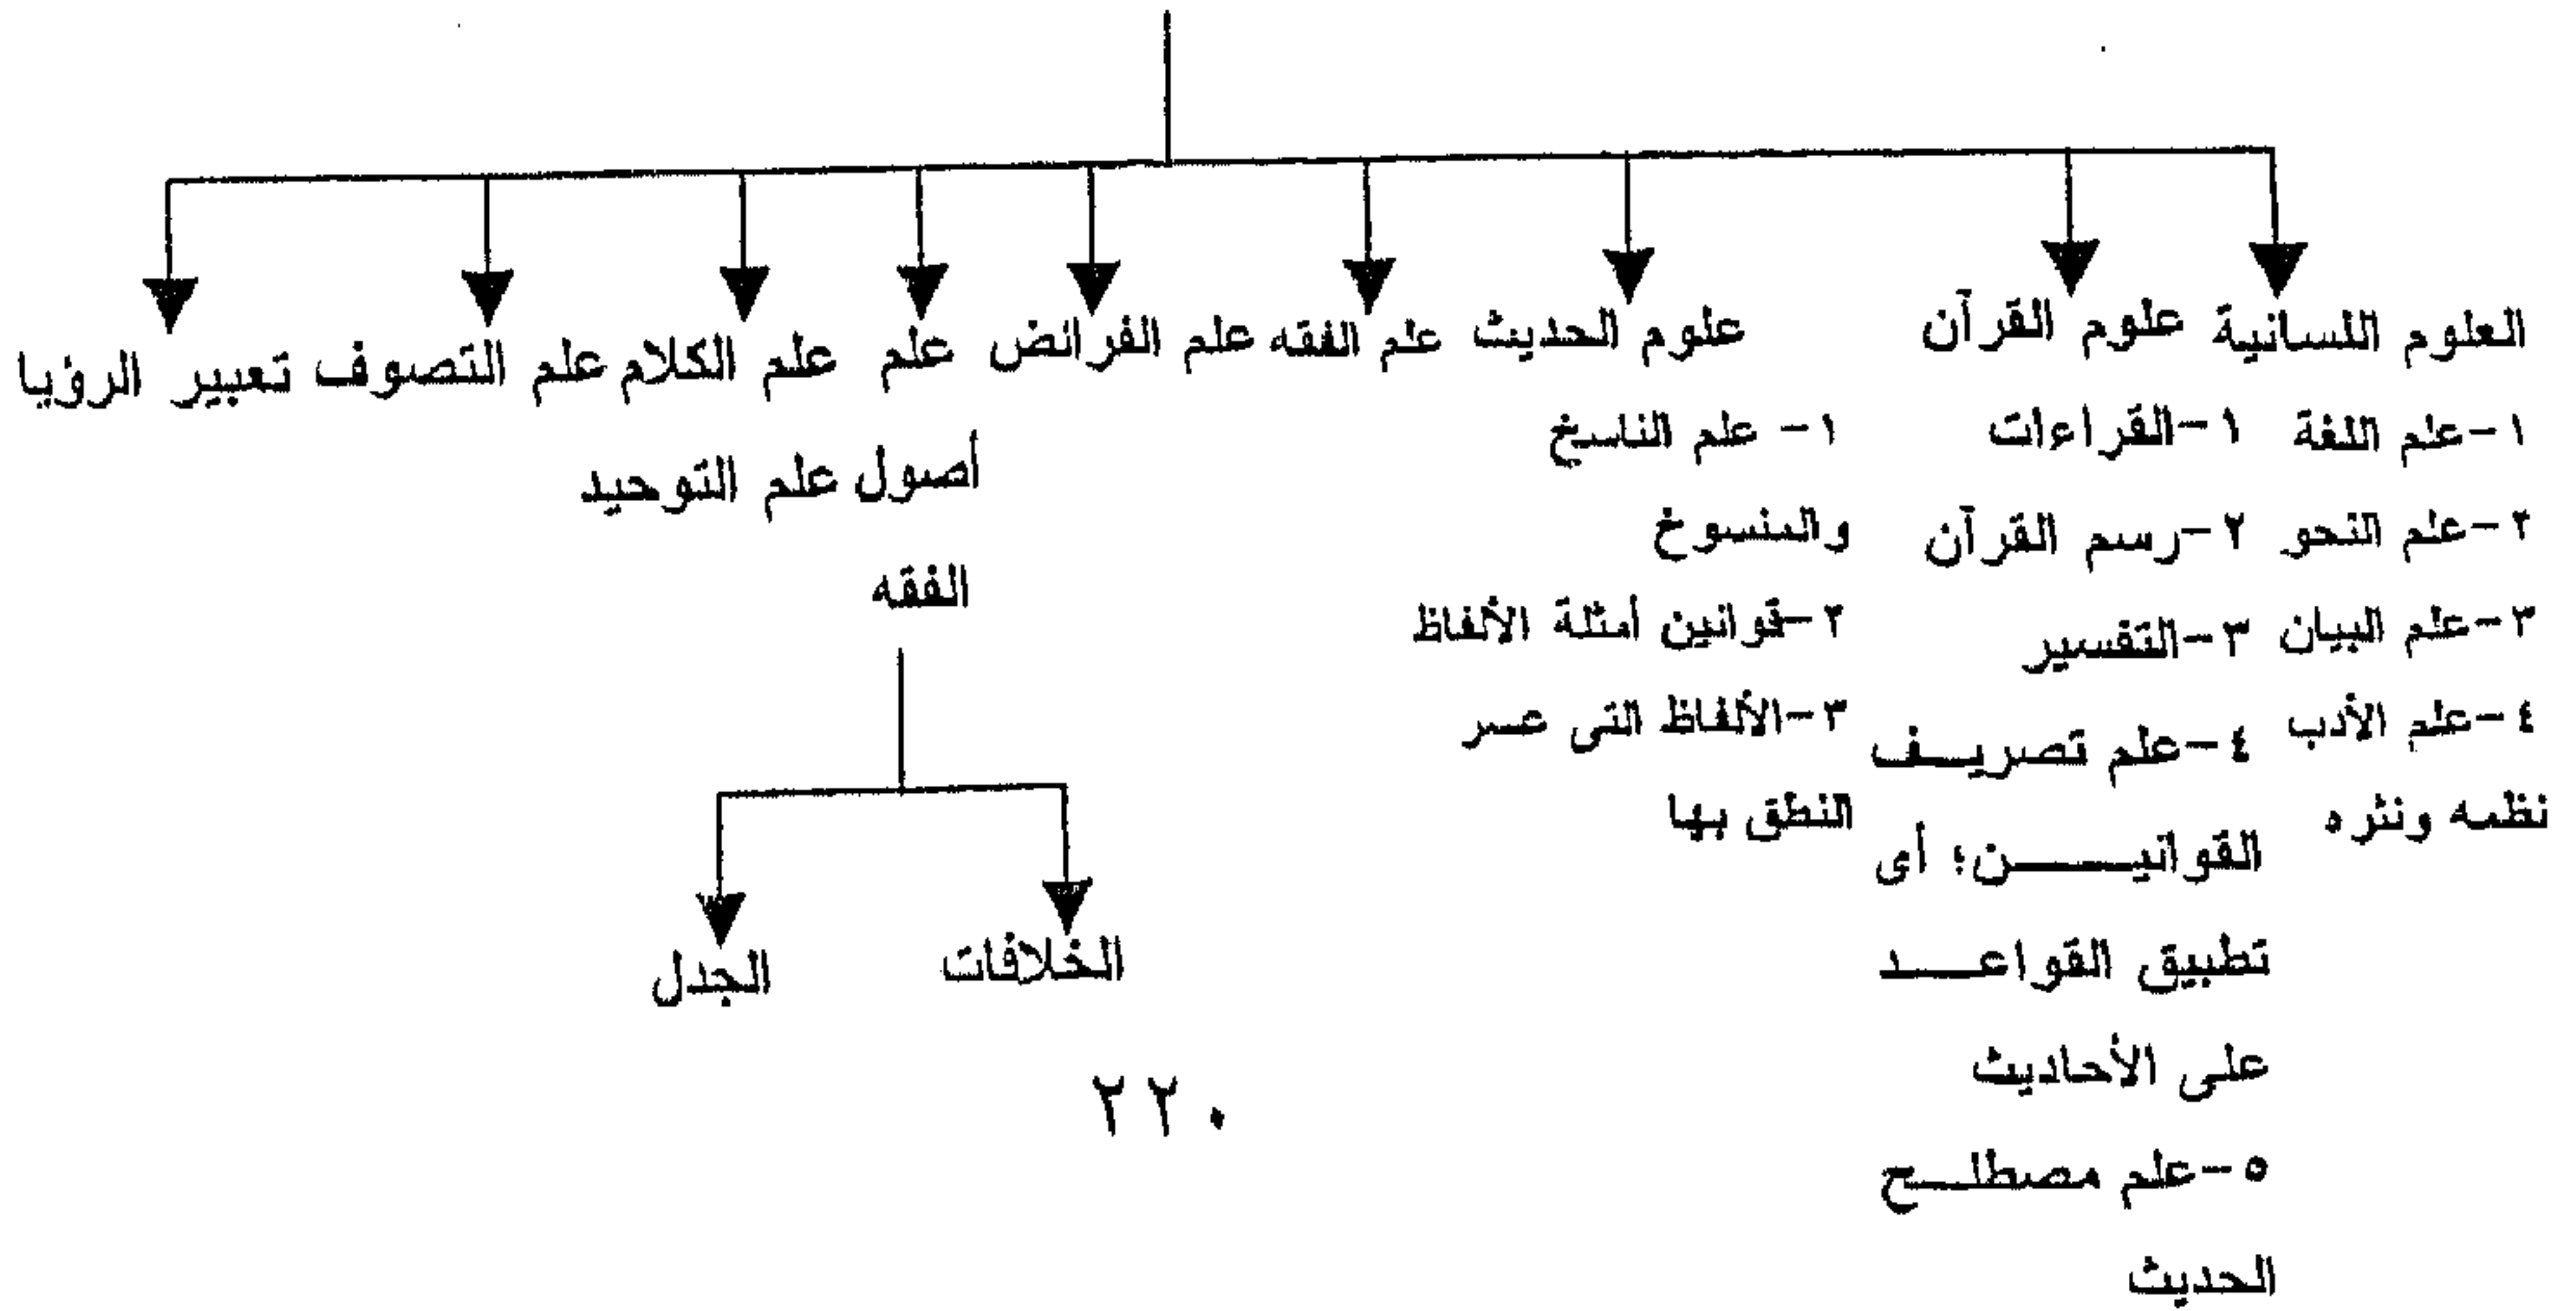 العلوم اللسانية
١-علم اللغة
٢-علم النحو
٣-علم البيان
٤-علم الأدب
نظمه ونثره
علوم القرآن
١-القراءات
٢-رسم القرآن
٣-التفسير
٤-علم تصريف
القوانين؛ أى
تطبيق القواعد
على الأحاديث
٥-علم مصطلح
الحديث
علوم الحديث
١- علم الناسخ
والمنسوخ
٢-قوانين أمثلة الألفاظ
٣-الألفاظ التى عسر
النطق بها
علم الفقه
علم الفرائض
علم
أصول
الفقه
الخلافات
الجدل
علم الكلام
علم التوحيد
علم التصوف
تعبير الرؤيا
٢٢٠